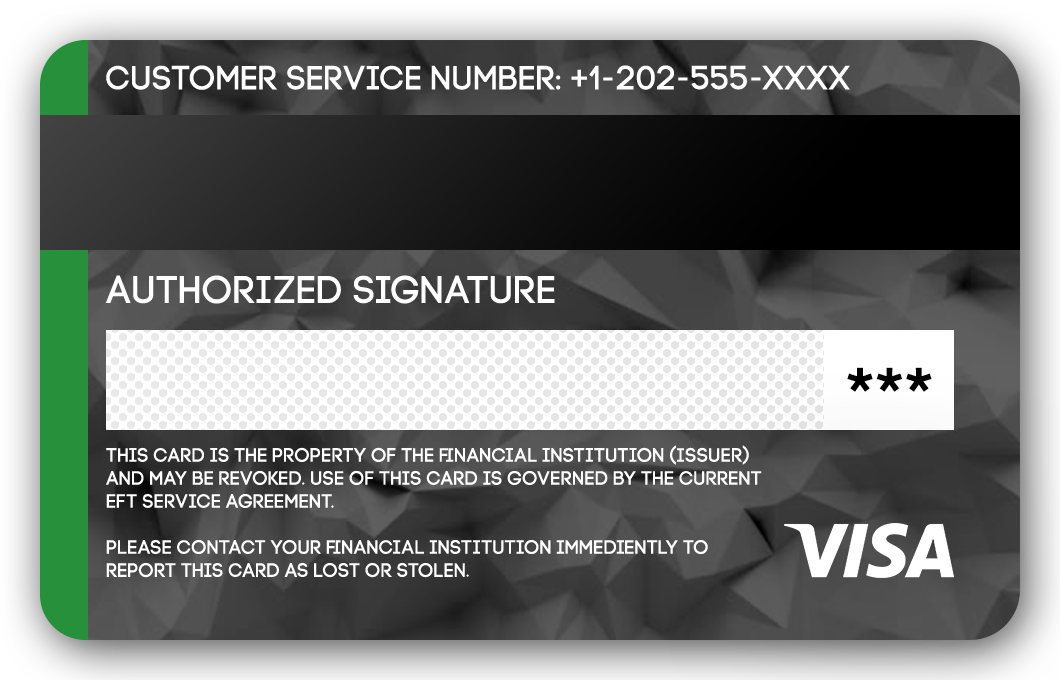 CUSTOMER SERVICE NUMBER: +1-202-555-XXXX
AUTHORIZED SIGNATURE
***
THIS CARD IS THE PROPERTY OF THE FINANCIAL INSTITUTION (ISSUER)
AND MAY BE REVOKED. USE OF THIS CARD IS GOVERNED BY THE CURRENT
EFT SERVICE AGREEMENT.
PLEASE CONTACT YOUR FINANCIAL INSTITUTION IMMEDIENTLY TO
REPORT THIS CARD AS LOST OR STOLEN.
VISA